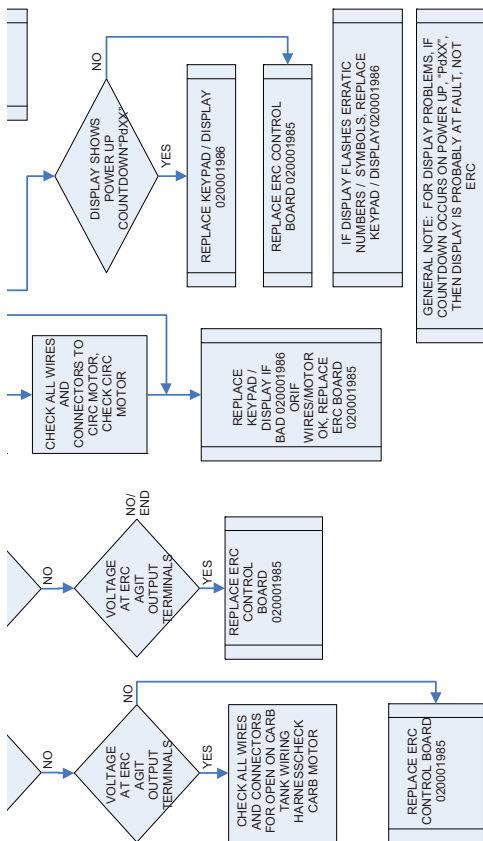 NO
VOLTAGE
AT ERC
AGIT
OUTPUT
TERMINALS
NO
YES
CHECK ALL WIRES
AND CONNECTORS
FOR OPEN ON CARB
TANK WIRING
HARNESSCHECK
CARB MOTOR
REPLACE ERC
CONTROL BOARD
020001985
NO
VOLTAGE
AT ERC
AGIT
OUTPUT
TERMINALS
NO/
END
YES
REPLACE ERC
CONTROL
BOARD
020001985
CHECK ALL WIRES
AND
CONNECTORS TO
CIRC MOTOR,
CHECK CIRC
MOTOR
REPLACE
KEYPAD /
DISPLAY IF
BAD 020001986
ORIF
WIRES/MOTOR
OK, REPLACE
ERC BOARD
020001985
DISPLAY SHOWS
POWER UP
COUNTDOWN"PdXX"
NO
YES
REPLACE KEYPAD / DISPLAY
020001986
REPLACE ERC CONTROL
BOARD 020001985
IF DISPLAY FLASHES ERRATIC
NUMBERS / SYMBOLS, REPLACE
KEYPAD / DISPLAY020001986
GENERAL NOTE: FOR DISPLAY PROBLEMS, IF
COUNTDOWN OCCURS ON POWER UP, "PdXX",
THEN DISPLAY IS PROBABLY AT FAULT, NOT
ERC